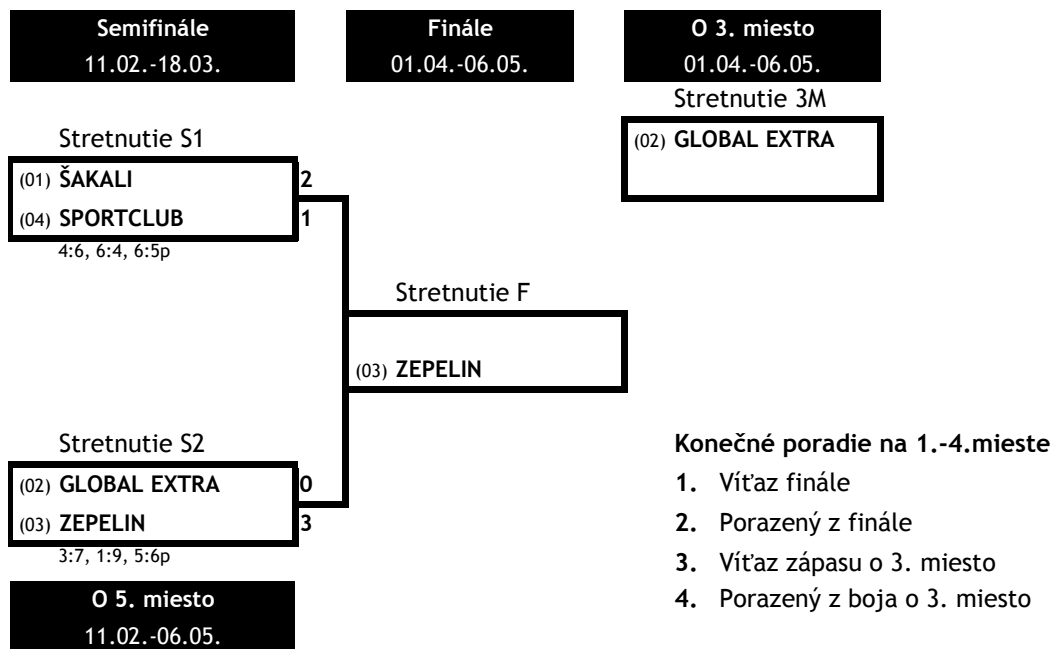 Semifinále
11.02.-18.03.
Finále
01.04.-06.05.
O 3. miesto
01.04.-06.05.
Stretnutie 3M
(02) GLOBAL EXTRA
Stretnutie S1
(01) ŠAKALI 2
(04) SPORTCLUB 1
4:6, 6:4, 6:5p
Stretnutie F
(03) ZEPELIN
Stretnutie S2
(02) GLOBAL EXTRA 0
(03) ZEPELIN 3
3:7, 1:9, 5:6p
Konečné poradie na 1.-4.mieste
1. Víťaz finále
2. Porazený z finále
3. Víťaz zápasu o 3. miesto
4. Porazený z boja o 3. miesto
O 5. miesto
11.02.-06.05.